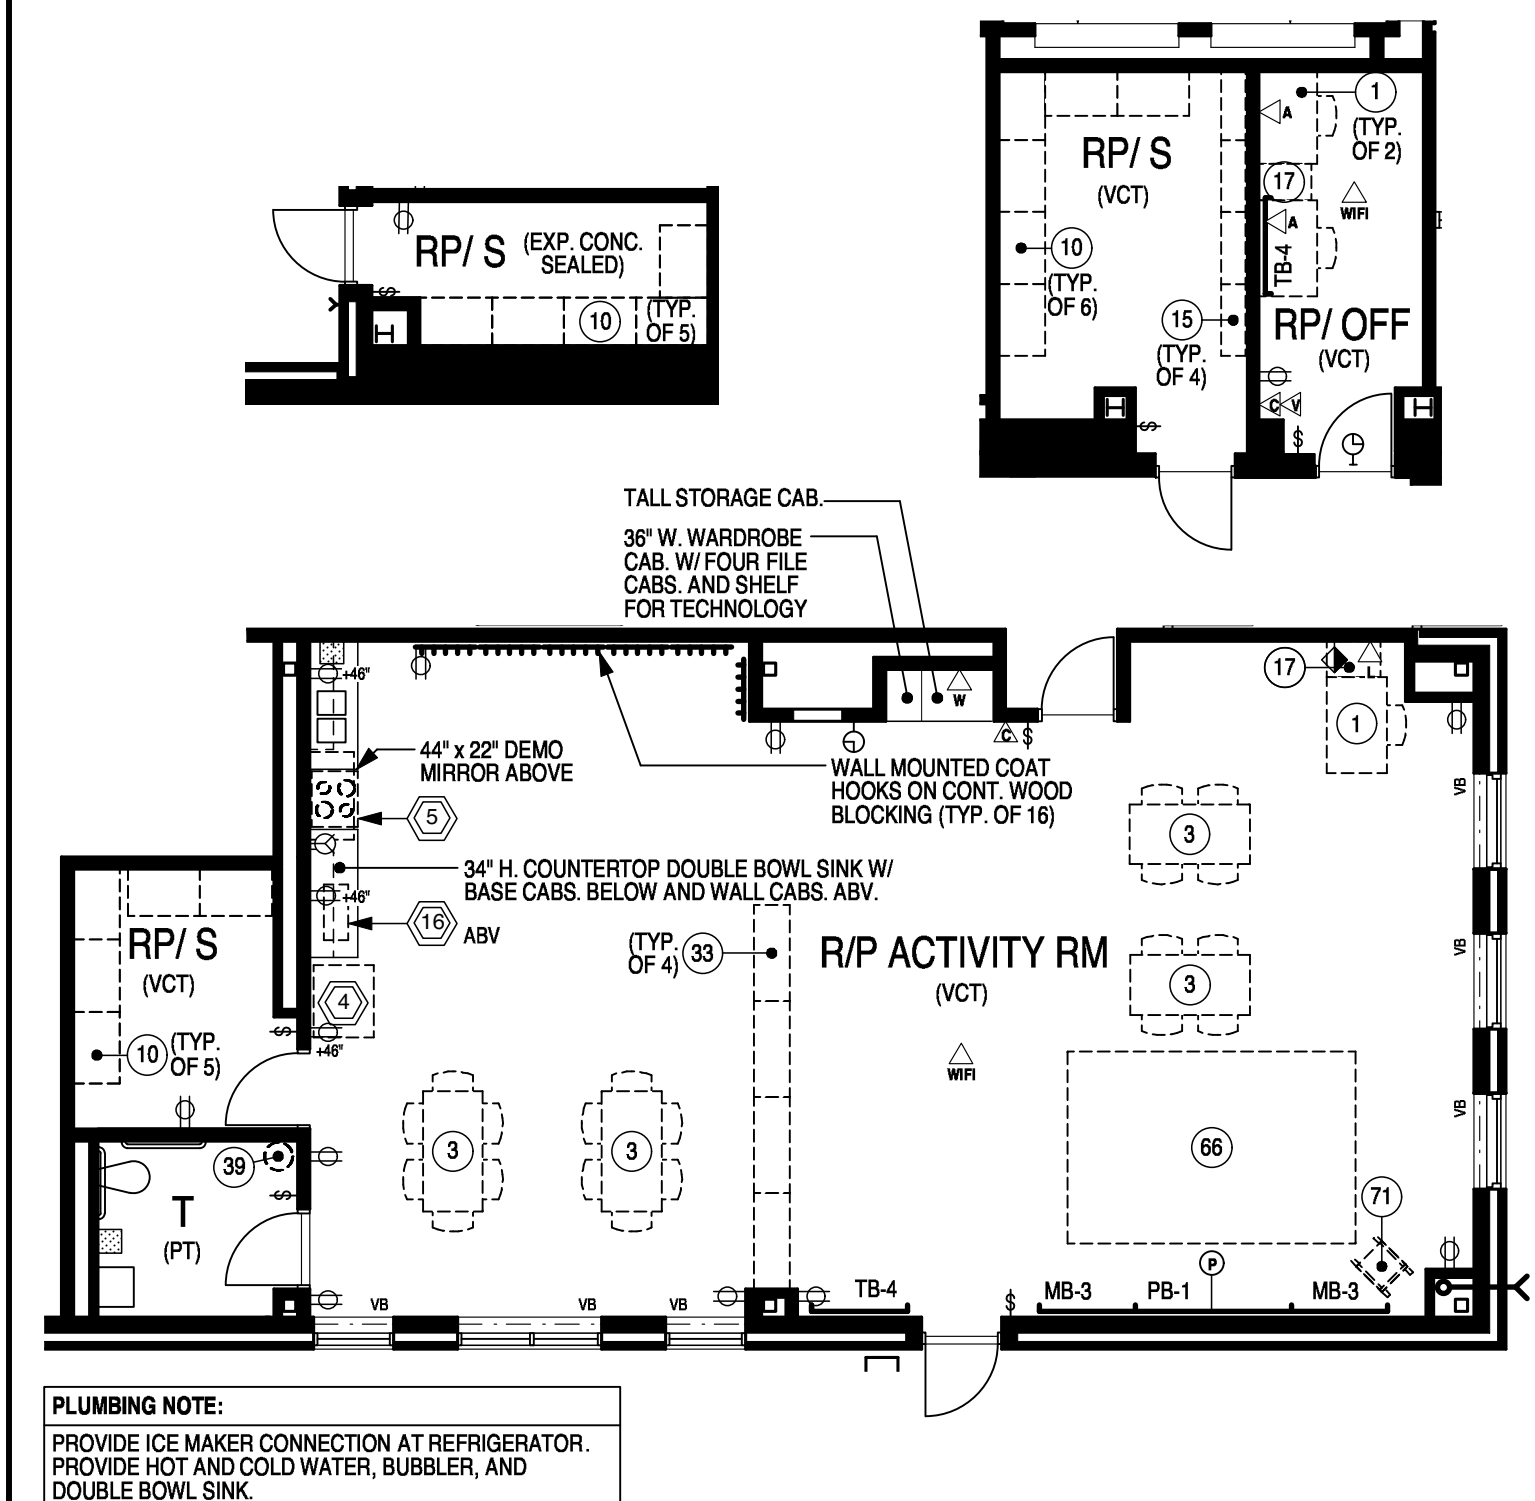 1
(TYP.
OF 2)
A
RP/ S
(VCT)
17
WIFI
A
TB-4
10
(TYP.
OF 6)
15
(TYP.
OF 4)
RP/ OFF
(VCT)
C V
S
S
RP/ S (EXP. CONC.
SEALED)
S
10
(TYP.
OF 5)
TALL STORAGE CAB.
36" W. WARDROBE
CAB. W/ FOUR FILE
CABS. AND SHELF
FOR TECHNOLOGY
+46"
17
L
1
W
C S
44" x 22" DEMO
MIRROR ABOVE
WALL MOUNTED COAT
HOOKS ON CONT. WOOD
BLOCKING (TYP. OF 16)
VB
5
3
34" H. COUNTERTOP DOUBLE BOWL SINK W/
BASE CABS. BELOW AND WALL CABS. ABV.
+46"
16
ABV
RP/ S
(VCT)
(TYP.
OF 4)
33
R/P ACTIVITY RM
(VCT)
VB
3
4
S
+46"
10
(TYP.
OF 5)
WIFI
VB
39
3
3
66
71
S
T
(PT)
P
VB
VB
VB
TB-4
S
MB-3
PB-1
MB-3
PLUMBING NOTE:
PROVIDE ICE MAKER CONNECTION AT REFRIGERATOR.
PROVIDE HOT AND COLD WATER, BUBBLER, AND
DOUBLE BOWL SINK.